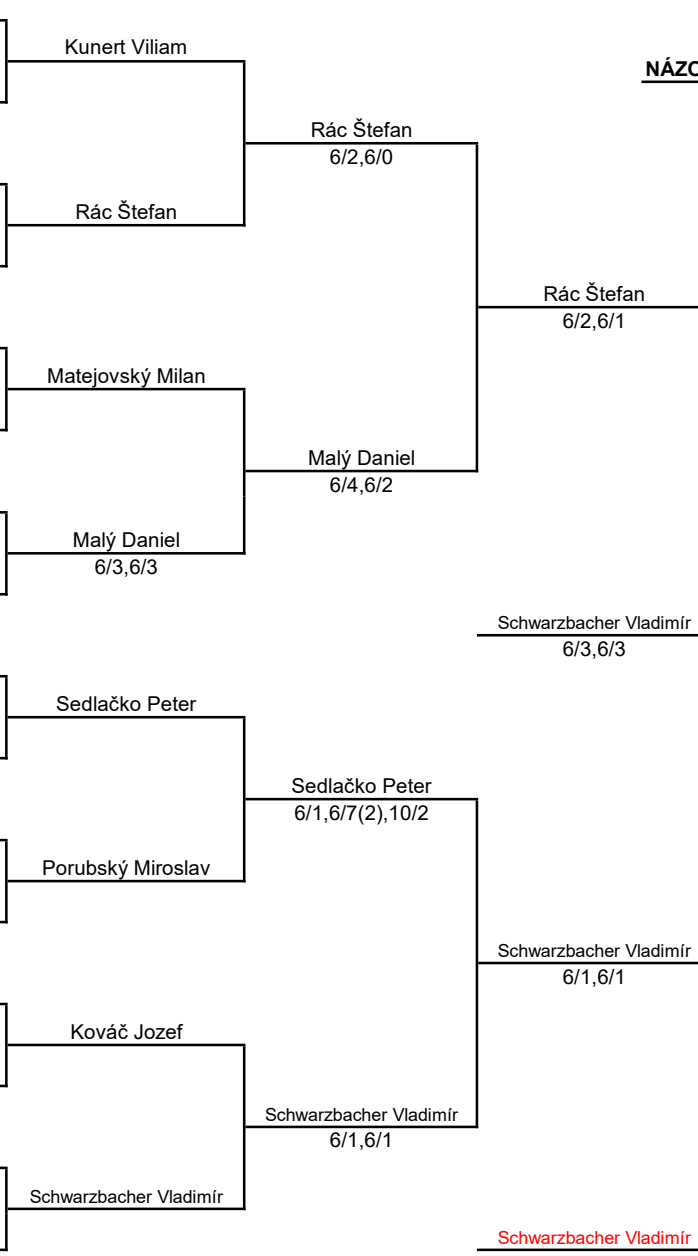 Kunert Viliam
NÁZO
Rác Štefan
6/2,6/0
Rác Štefan
Rác Štefan
6/2,6/1
Matejovský Milan
Malý Daniel
6/4,6/2
Malý Daniel
6/3,6/3
Schwarzbacher Vladimír
6/3,6/3
Sedlačko Peter
Sedlačko Peter
6/1,6/7(2),10/2
Porubský Miroslav
Schwarzbacher Vladimír
6/1,6/1
Kováč Jozef
Schwarzbacher Vladimír
6/1,6/1
Schwarzbacher Vladimír
Schwarzbacher Vladimír